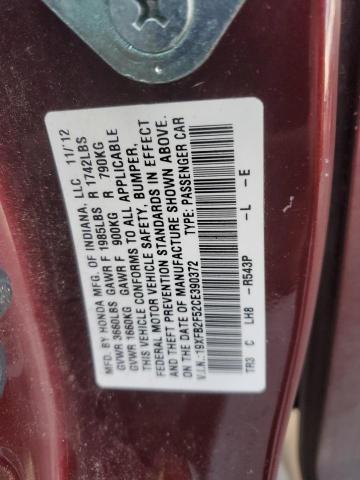 MFD. BY HONDA MFG. OF INDIANA, LLC 11/'12
GVWR 3660LBS GAWR F 1985LBS R 1742LBS
GVWR 1660KG GAWR F 900KG R 790KG
THIS VEHICLE CONFORMS TO ALL APPLICABLE
FEDERAL MOTOR VEHICLE SAFETY, BUMPER,
THEFT PREVENTION STANDARDS IN EFFECT
ON THE DATE OF MANUFACTURE SHOWN ABOVE.
V.I.N.:19XFB2F52CE390372 TYPE: PASSENGER CAR
TR3 C LH8 -R543P -L -E